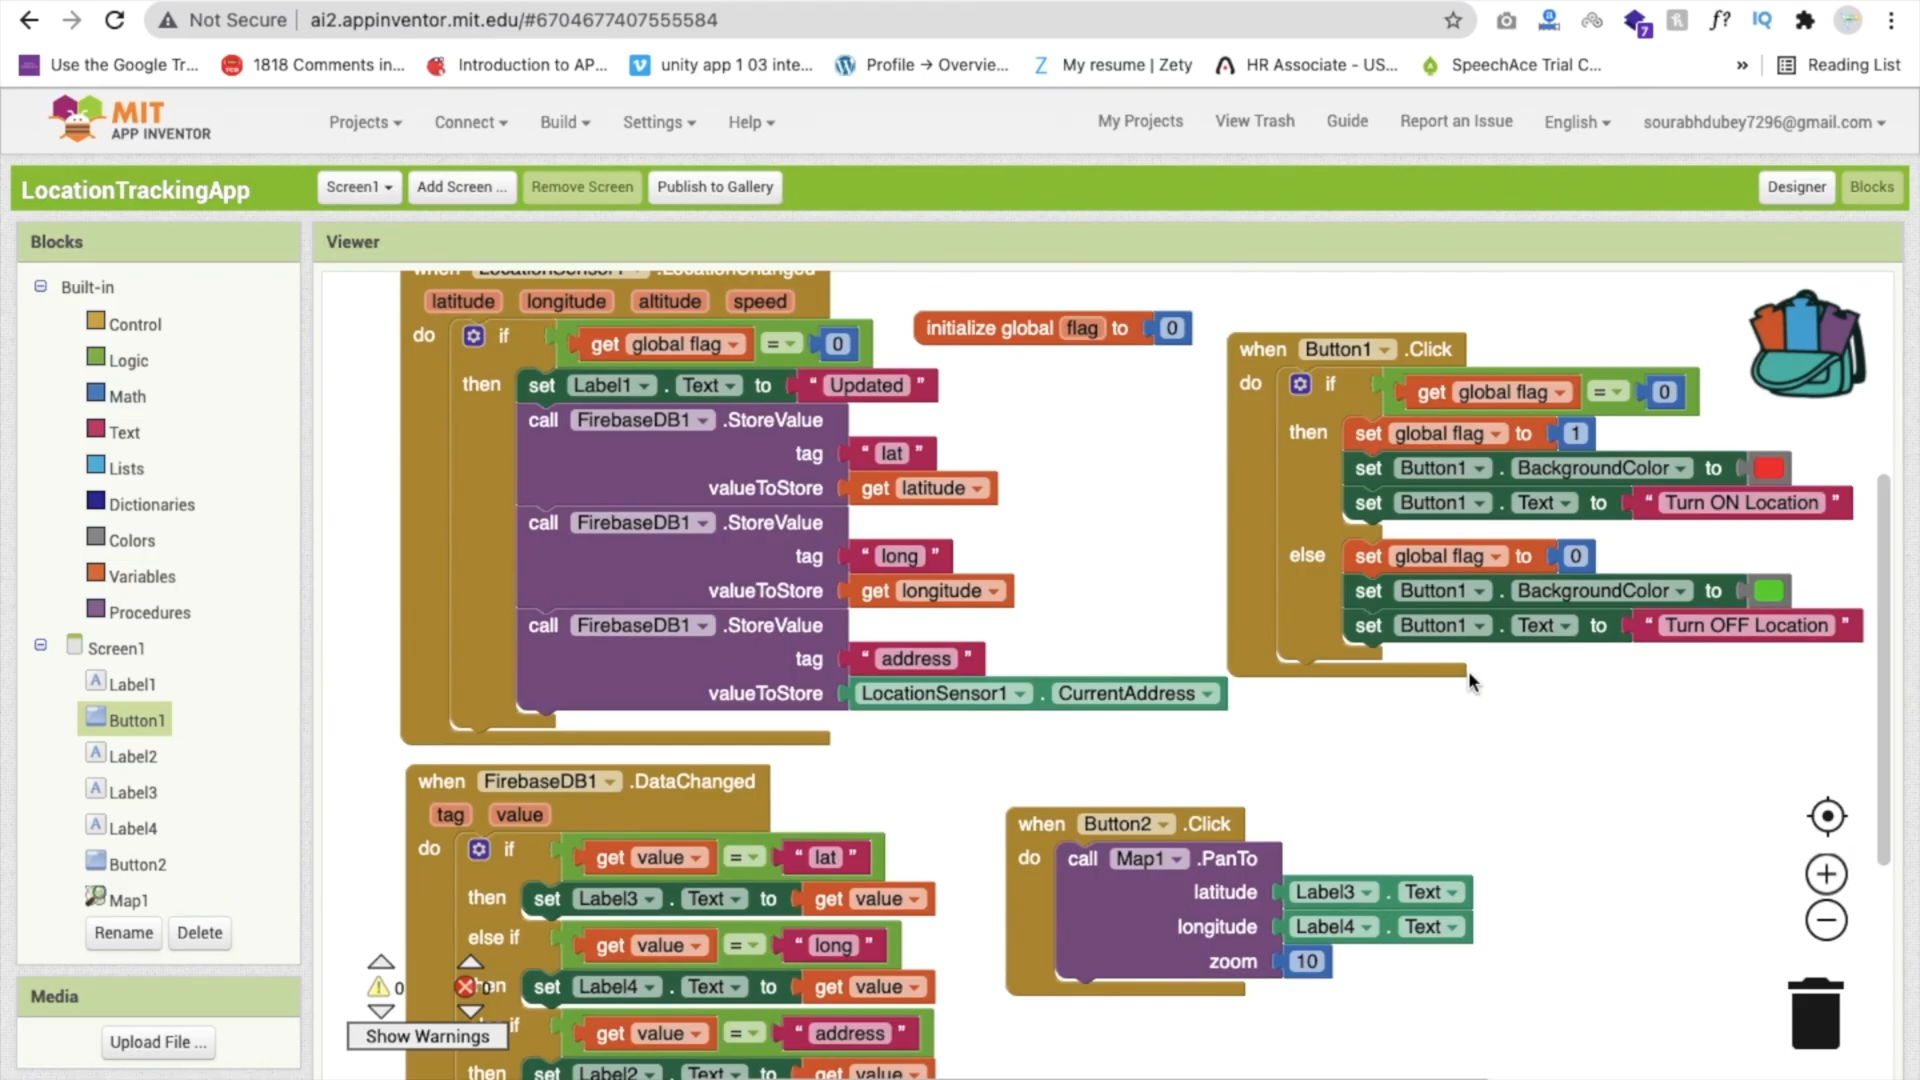 Not Secure
ai2.appinventor.mit.edu/#6704677407555584
f?
IQ
7
Use the Google Tr...
1818 Comments in...
Introduction to AP...
unity app 1 03 inte...
Profile → Overvie...
My resume | Zety
HR Associate - US...
SpeechAce Trial C...
»
Reading List
MIT
APP INVENTOR
Projects
Connect
Build
Settings
Help
My Projects
View Trash
Guide
Report an Issue
English
sourabhdubey7296@gmail.com
LocationTrackingApp
Screen1
Add Screen ...
Remove Screen
Publish to Gallery
Designer
Blocks
Blocks
Built-in
Control
Logic
Math
Text
Lists
Dictionaries
Colors
Variables
Procedures
Screen1
Label1
Button1
Label2
Label3
Label4
Button2
Map1
Rename
Delete
Media
Upload File ...
Viewer
when LocationSensor1 .LocationChanged
latitude longitude altitude speed
do if get global flag = 0
then set Label1 . Text to “ Updated ”
call FirebaseDB1 .StoreValue
tag “ lat ”
valueToStore get latitude
call FirebaseDB1 .StoreValue
tag “ long ”
valueToStore get longitude
call FirebaseDB1 .StoreValue
tag “ address ”
valueToStore LocationSensor1 . CurrentAddress
initialize global flag to 0
when Button1 .Click
do if get global flag = 0
then set global flag to 1
set Button1 . BackgroundColor to
set Button1 . Text to “ Turn ON Location ”
else set global flag to 0
set Button1 . BackgroundColor to
set Button1 . Text to “ Turn OFF Location ”
when FirebaseDB1 .DataChanged
tag value
do if get value = “ lat ”
then set Label3 . Text to get value
else if get value = “ long ”
set Label4 . Text to get value
get value = “ address ”
then set Label2 . Text to get value
when Button2 .Click
do call Map1 .PanTo
latitude Label3 . Text
longitude Label4 . Text
zoom 10
0
Show Warnings